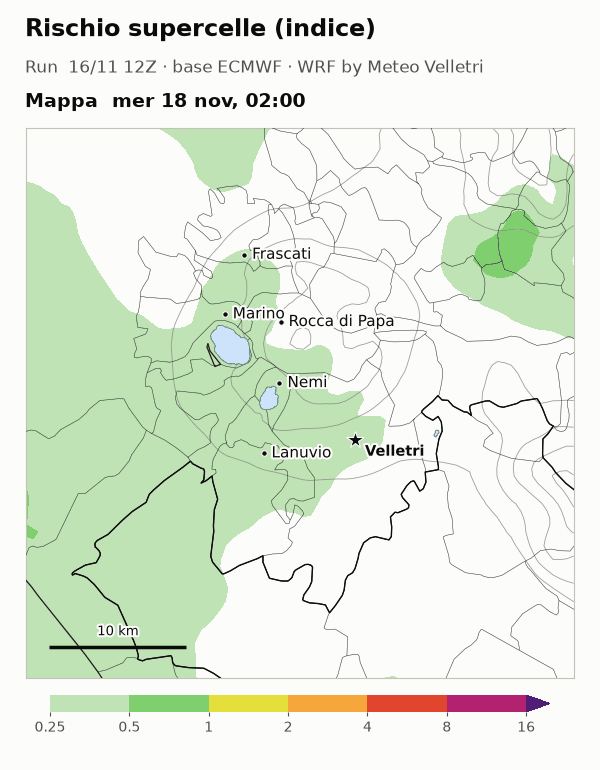 Rischio supercelle (indice)
Run  16/11 12Z · base ECMWF · WRF by Meteo Velletri
Mappa  mer 18 nov, 02:00
Frascati
Marino
Rocca di Papa
Nemi
Velletri
Lanuvio
10 km
0.25 0.5 1 2 4 8 16